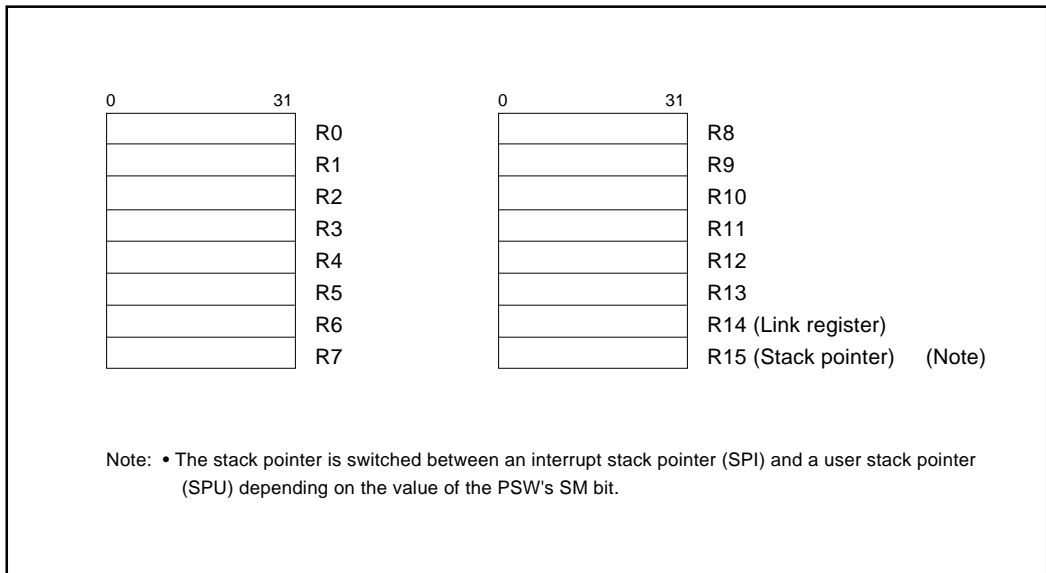 0 31
R0
R1
R2
R3
R4
R5
R6
R7
0 31
R8
R9
R10
R11
R12
R13
R14 (Link register)
R15 (Stack pointer) (Note)
Note: • The stack pointer is switched between an interrupt stack pointer (SPI) and a user stack pointer
(SPU) depending on the value of the PSW's SM bit.